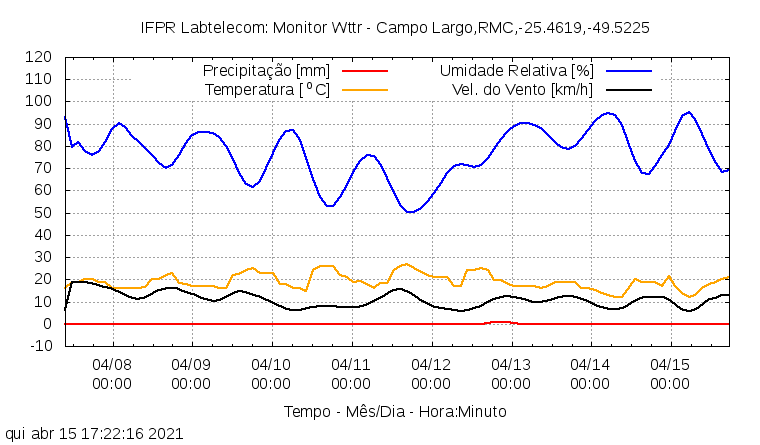 IFPR Labtelecom: Monitor Wttr - Campo Largo,RMC,-25.4619,-49.5225
Precipitação [mm]
Umidade Relativa [%]
Temperatura [ ⁰C]
Vel. do Vento [km/h]
120
110
100
90
80
70
60
50
40
30
20
10
0
-10
04/08 04/09 04/10 04/11 04/12 04/13 04/14 04/15
00:00 00:00 00:00 00:00 00:00 00:00 00:00 00:00
Tempo - Mês/Dia - Hora:Minuto
qui abr 15 17:22:16 2021